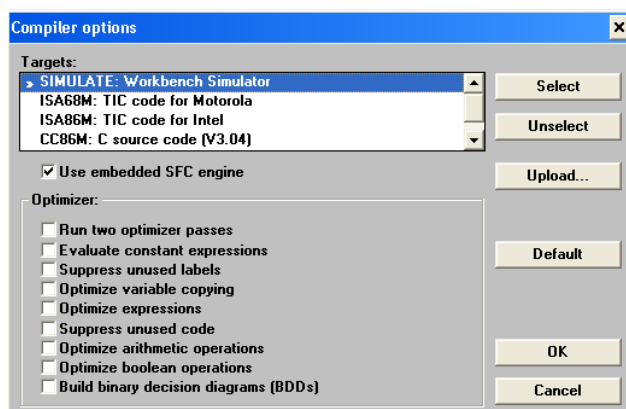 Compiler options
Targets:
SIMULATE: Workbench Simulator
ISA68M: TIC code for Motorola
ISA86M: TIC code for Intel
CC86M: C source code (V3.04)
Select
Unselect
Use embedded SFC engine
Upload...
Optimizer:
Run two optimizer passes
Evaluate constant expressions
Default
Suppress unused labels
Optimize variable copying
Optimize expressions
Suppress unused code
Optimize arithmetic operations
OK
Optimize boolean operations
Build binary decision diagrams (BDDs)
Cancel